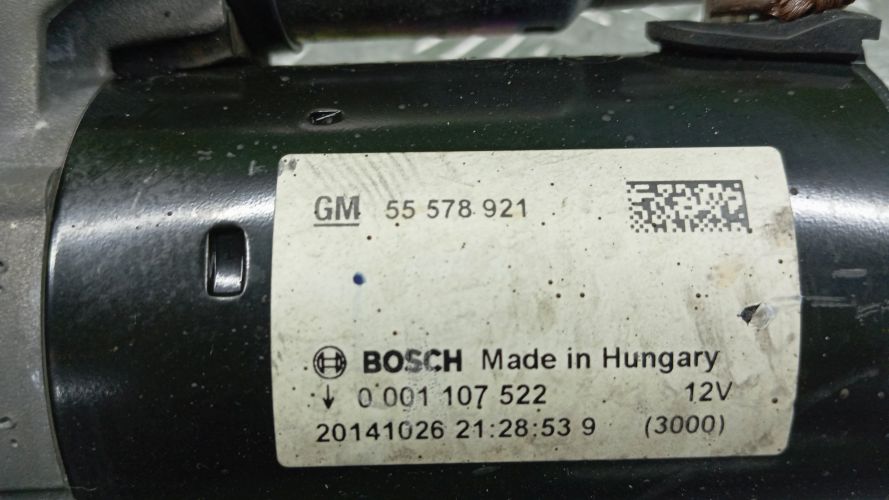 GM 55 578 921
BOSCH Made in Hungary
0 001 107 522 12V
20141026 21:28:53 9 (3000)